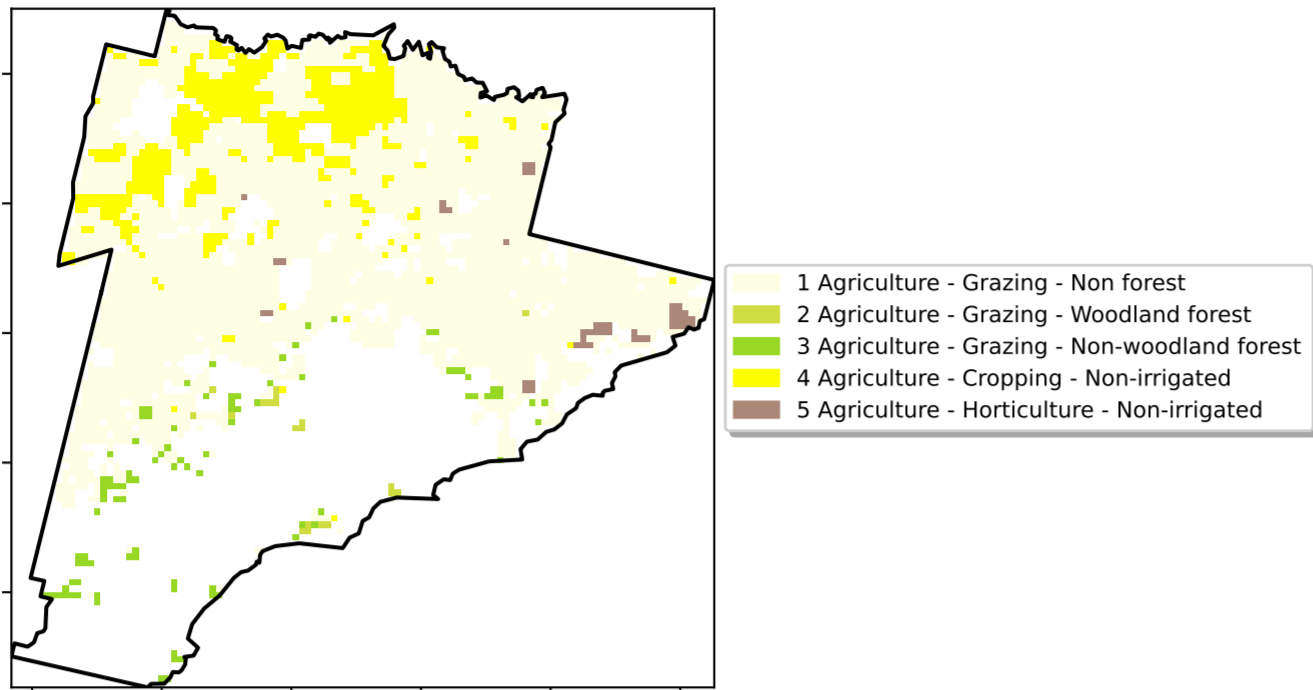 1 Agriculture - Grazing - Non forest
2 Agriculture - Grazing - Woodland forest
3 Agriculture - Grazing - Non-woodland forest
4 Agriculture - Cropping - Non-irrigated
5 Agriculture - Horticulture - Non-irrigated